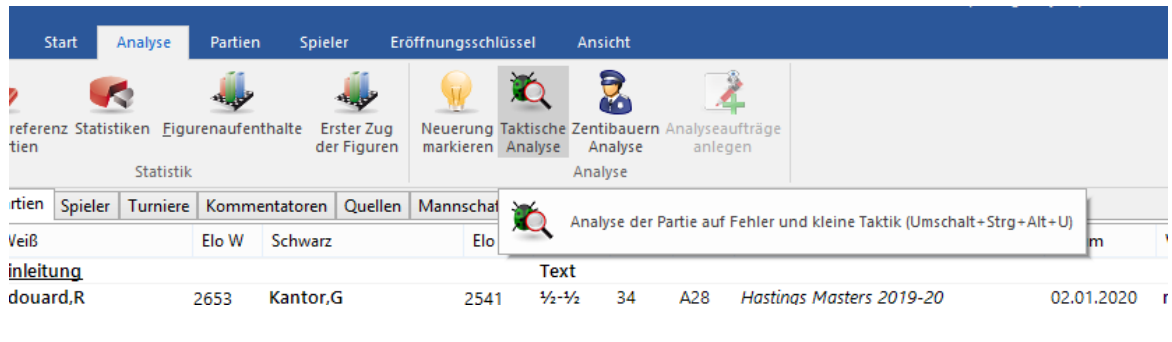 Start Analyse Partien Spieler Eröffnungsschlüssel Ansicht
referenz Statistiken Figurenaufenthalte Erster Zug Neuerung Taktische Zentibauern Analyseaufträge
rtien der Figuren markieren Analyse Analyse anlegen
Statistik Analyse
rtien Spieler Turniere Kommentatoren Quellen Mannschaf
Analyse der Partie auf Fehler und kleine Taktik (Umschalt+Strg+Alt+U)
Weiß Elo W Schwarz Elo m
inleitung Text
douard,R 2653 Kantor,G 2541 ½-½ 34 A28 Hastings Masters 2019-20 02.01.2020